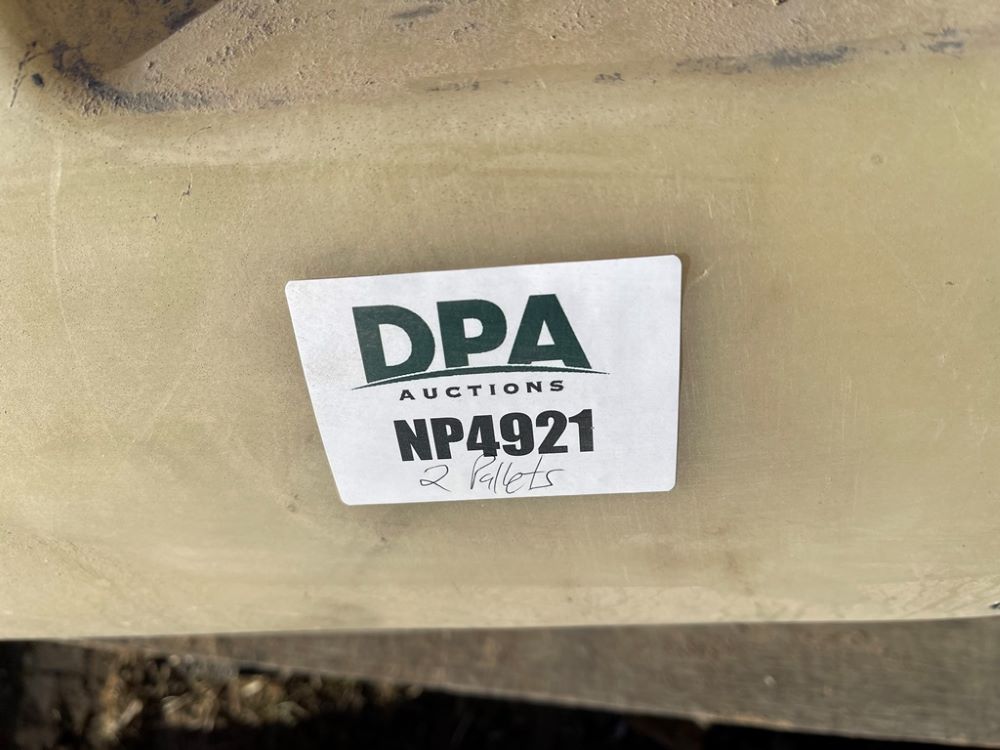 DPA
AUCTIONS
NP4921
2 Pallets